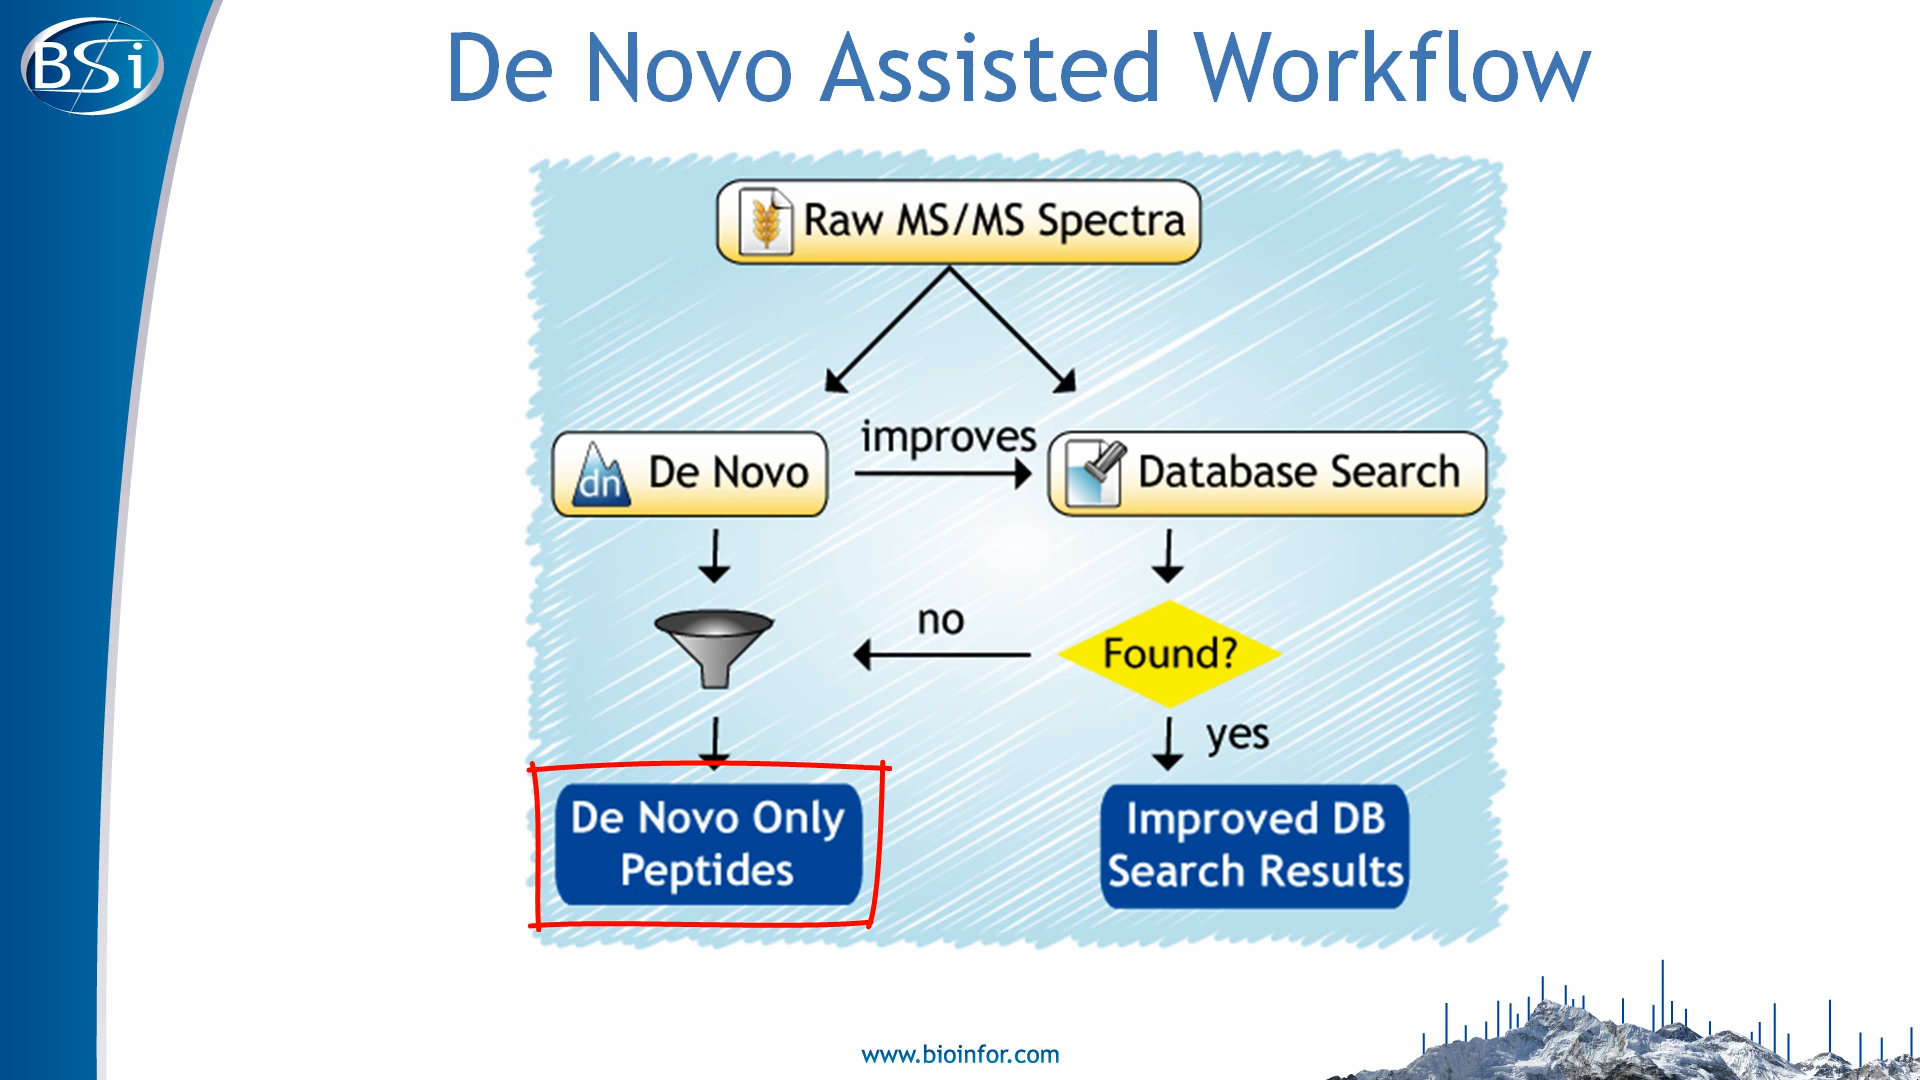 BSi
De Novo Assisted Workflow
Raw MS/MS Spectra
improves
dn De Novo
Database Search
no
Found?
yes
De Novo Only
Peptides
Improved DB
Search Results
www.bioinfor.com